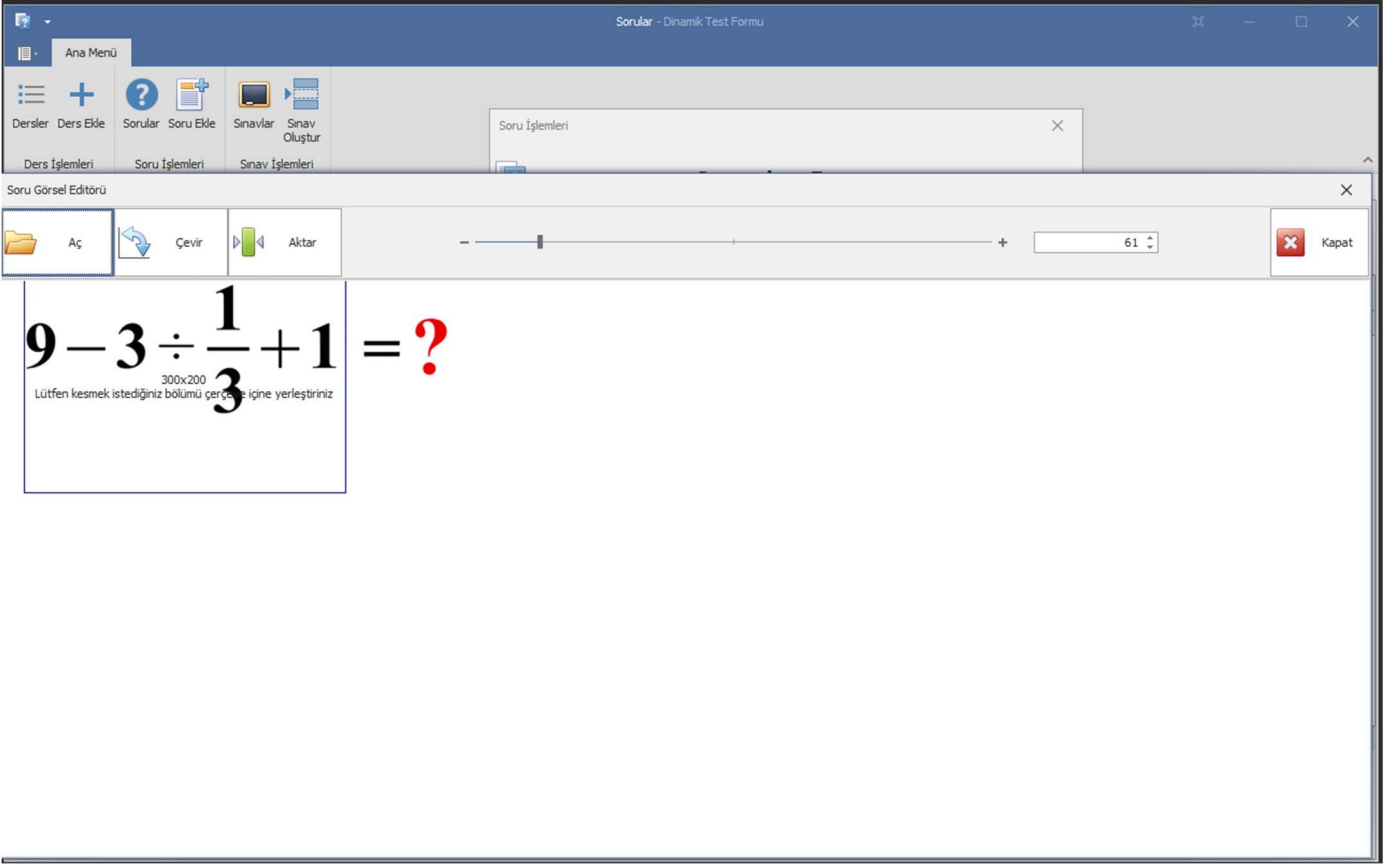 Sorular - Dinamik Test Formu
Ana Menü
Dersler Ders Ekle Sorular Soru Ekle Sınavlar Sınav Oluştur
Ders İşlemleri Soru İşlemleri Sınav İşlemleri
Soru İşlemleri
Soru Görsel Editörü
Aç Çevir Aktar - + 61 Kapat
9 − 3 ÷ 1/3 + 1 = ?
300x200
Lütfen kesmek istediğiniz bölümü çerçeve içine yerleştiriniz